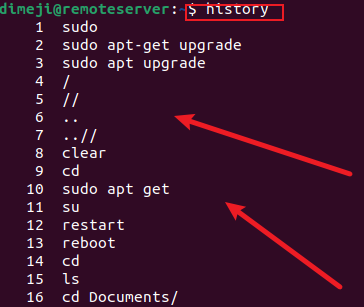 dimeji@remoteserver:~$ history
1 sudo
2 sudo apt-get upgrade
3 sudo apt upgrade
4 /
5 //
6 ..
7 ..//
8 clear
9 cd
10 sudo apt get
11 su
12 restart
13 reboot
14 cd
15 ls
16 cd Documents/